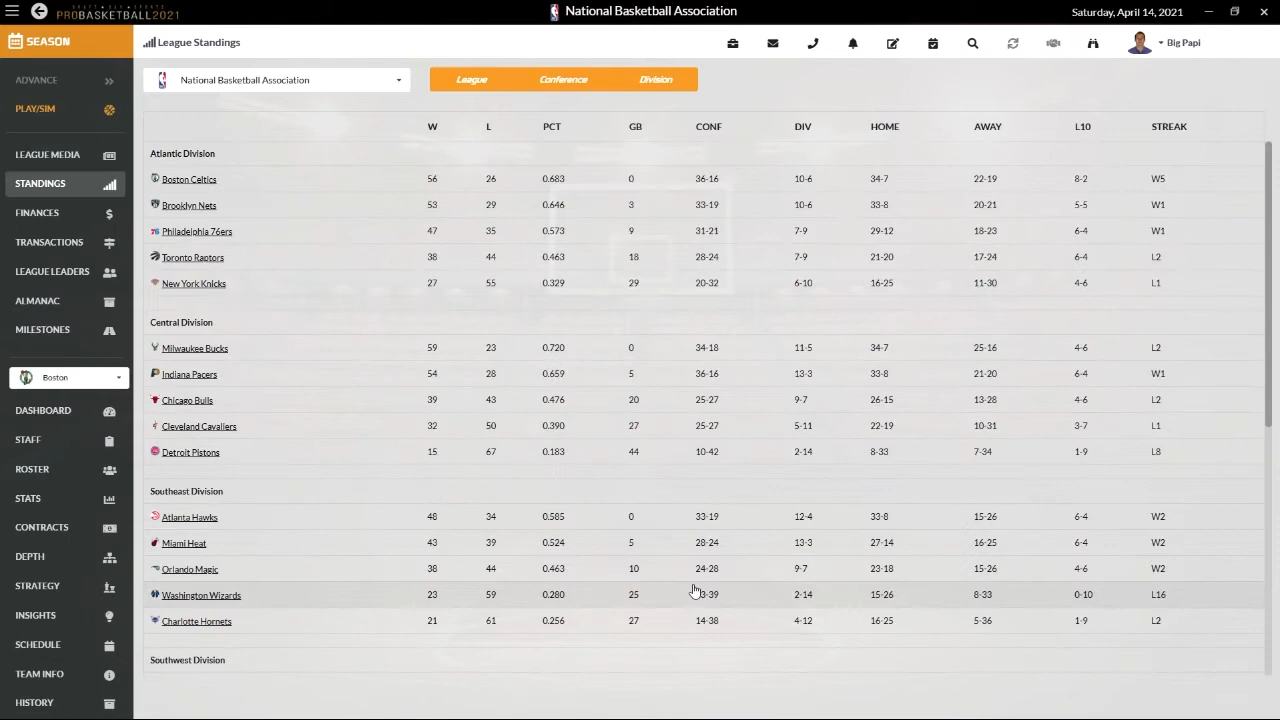 DRAFT DAY SPORTS
PROBASKETBALL2021
National Basketball Association
Saturday, April 14, 2021
SEASON
League Standings
Big Papi
ADVANCE
PLAY/SIM
LEAGUE MEDIA
STANDINGS
FINANCES
TRANSACTIONS
LEAGUE LEADERS
ALMANAC
MILESTONES
Boston
DASHBOARD
STAFF
ROSTER
STATS
CONTRACTS
DEPTH
STRATEGY
INSIGHTS
SCHEDULE
TEAM INFO
HISTORY
National Basketball Association
League Conference Division
W L PCT GB CONF DIV HOME AWAY L10 STREAK
Atlantic Division
Boston Celtics 56 26 0.683 0 36-16 10-6 34-7 22-19 8-2 W5
Brooklyn Nets 53 29 0.646 3 33-19 10-6 33-8 20-21 5-5 W1
Philadelphia 76ers 47 35 0.573 9 31-21 7-9 29-12 18-23 6-4 W1
Toronto Raptors 38 44 0.463 18 28-24 7-9 21-20 17-24 6-4 L2
New York Knicks 27 55 0.329 29 20-32 6-10 16-25 11-30 4-6 L1
Central Division
Milwaukee Bucks 59 23 0.720 0 34-18 11-5 34-7 25-16 4-6 L2
Indiana Pacers 54 28 0.659 5 36-16 13-3 33-8 21-20 6-4 W1
Chicago Bulls 39 43 0.476 20 25-27 9-7 26-15 13-28 4-6 L2
Cleveland Cavaliers 32 50 0.390 27 25-27 5-11 22-19 10-31 3-7 L1
Detroit Pistons 15 67 0.183 44 10-42 2-14 8-33 7-34 1-9 L8
Southeast Division
Atlanta Hawks 48 34 0.585 0 33-19 12-4 33-8 15-26 6-4 W2
Miami Heat 43 39 0.524 5 28-24 13-3 27-14 16-25 6-4 W2
Orlando Magic 38 44 0.463 10 24-28 9-7 23-18 15-26 4-6 W2
Washington Wizards 23 59 0.280 25 3-39 2-14 15-26 8-33 0-10 L16
Charlotte Hornets 21 61 0.256 27 14-38 4-12 16-25 5-36 1-9 L2
Southwest Division